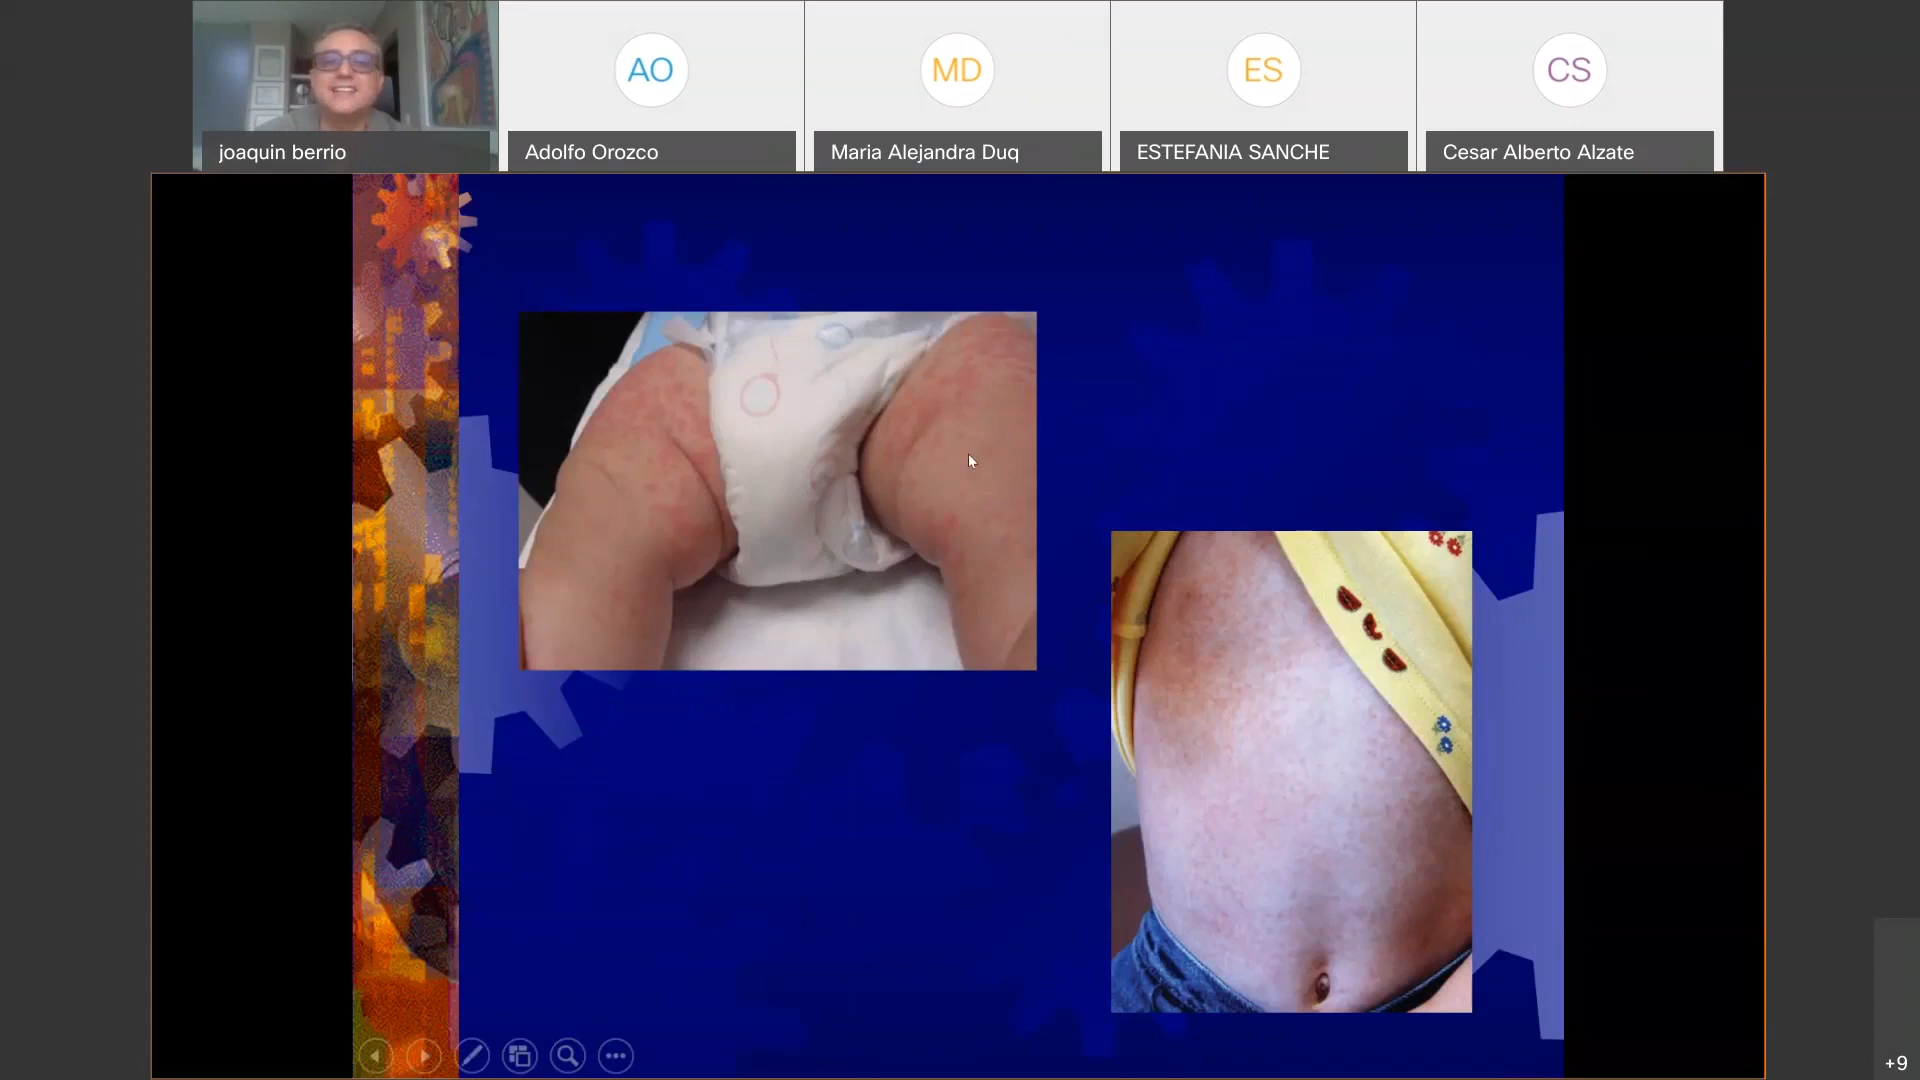 AO
MD
ES
CS
joaquin berrio
Adolfo Orozco
Maria Alejandra Duq
ESTEFANIA SANCHE
Cesar Alberto Alzate
+9